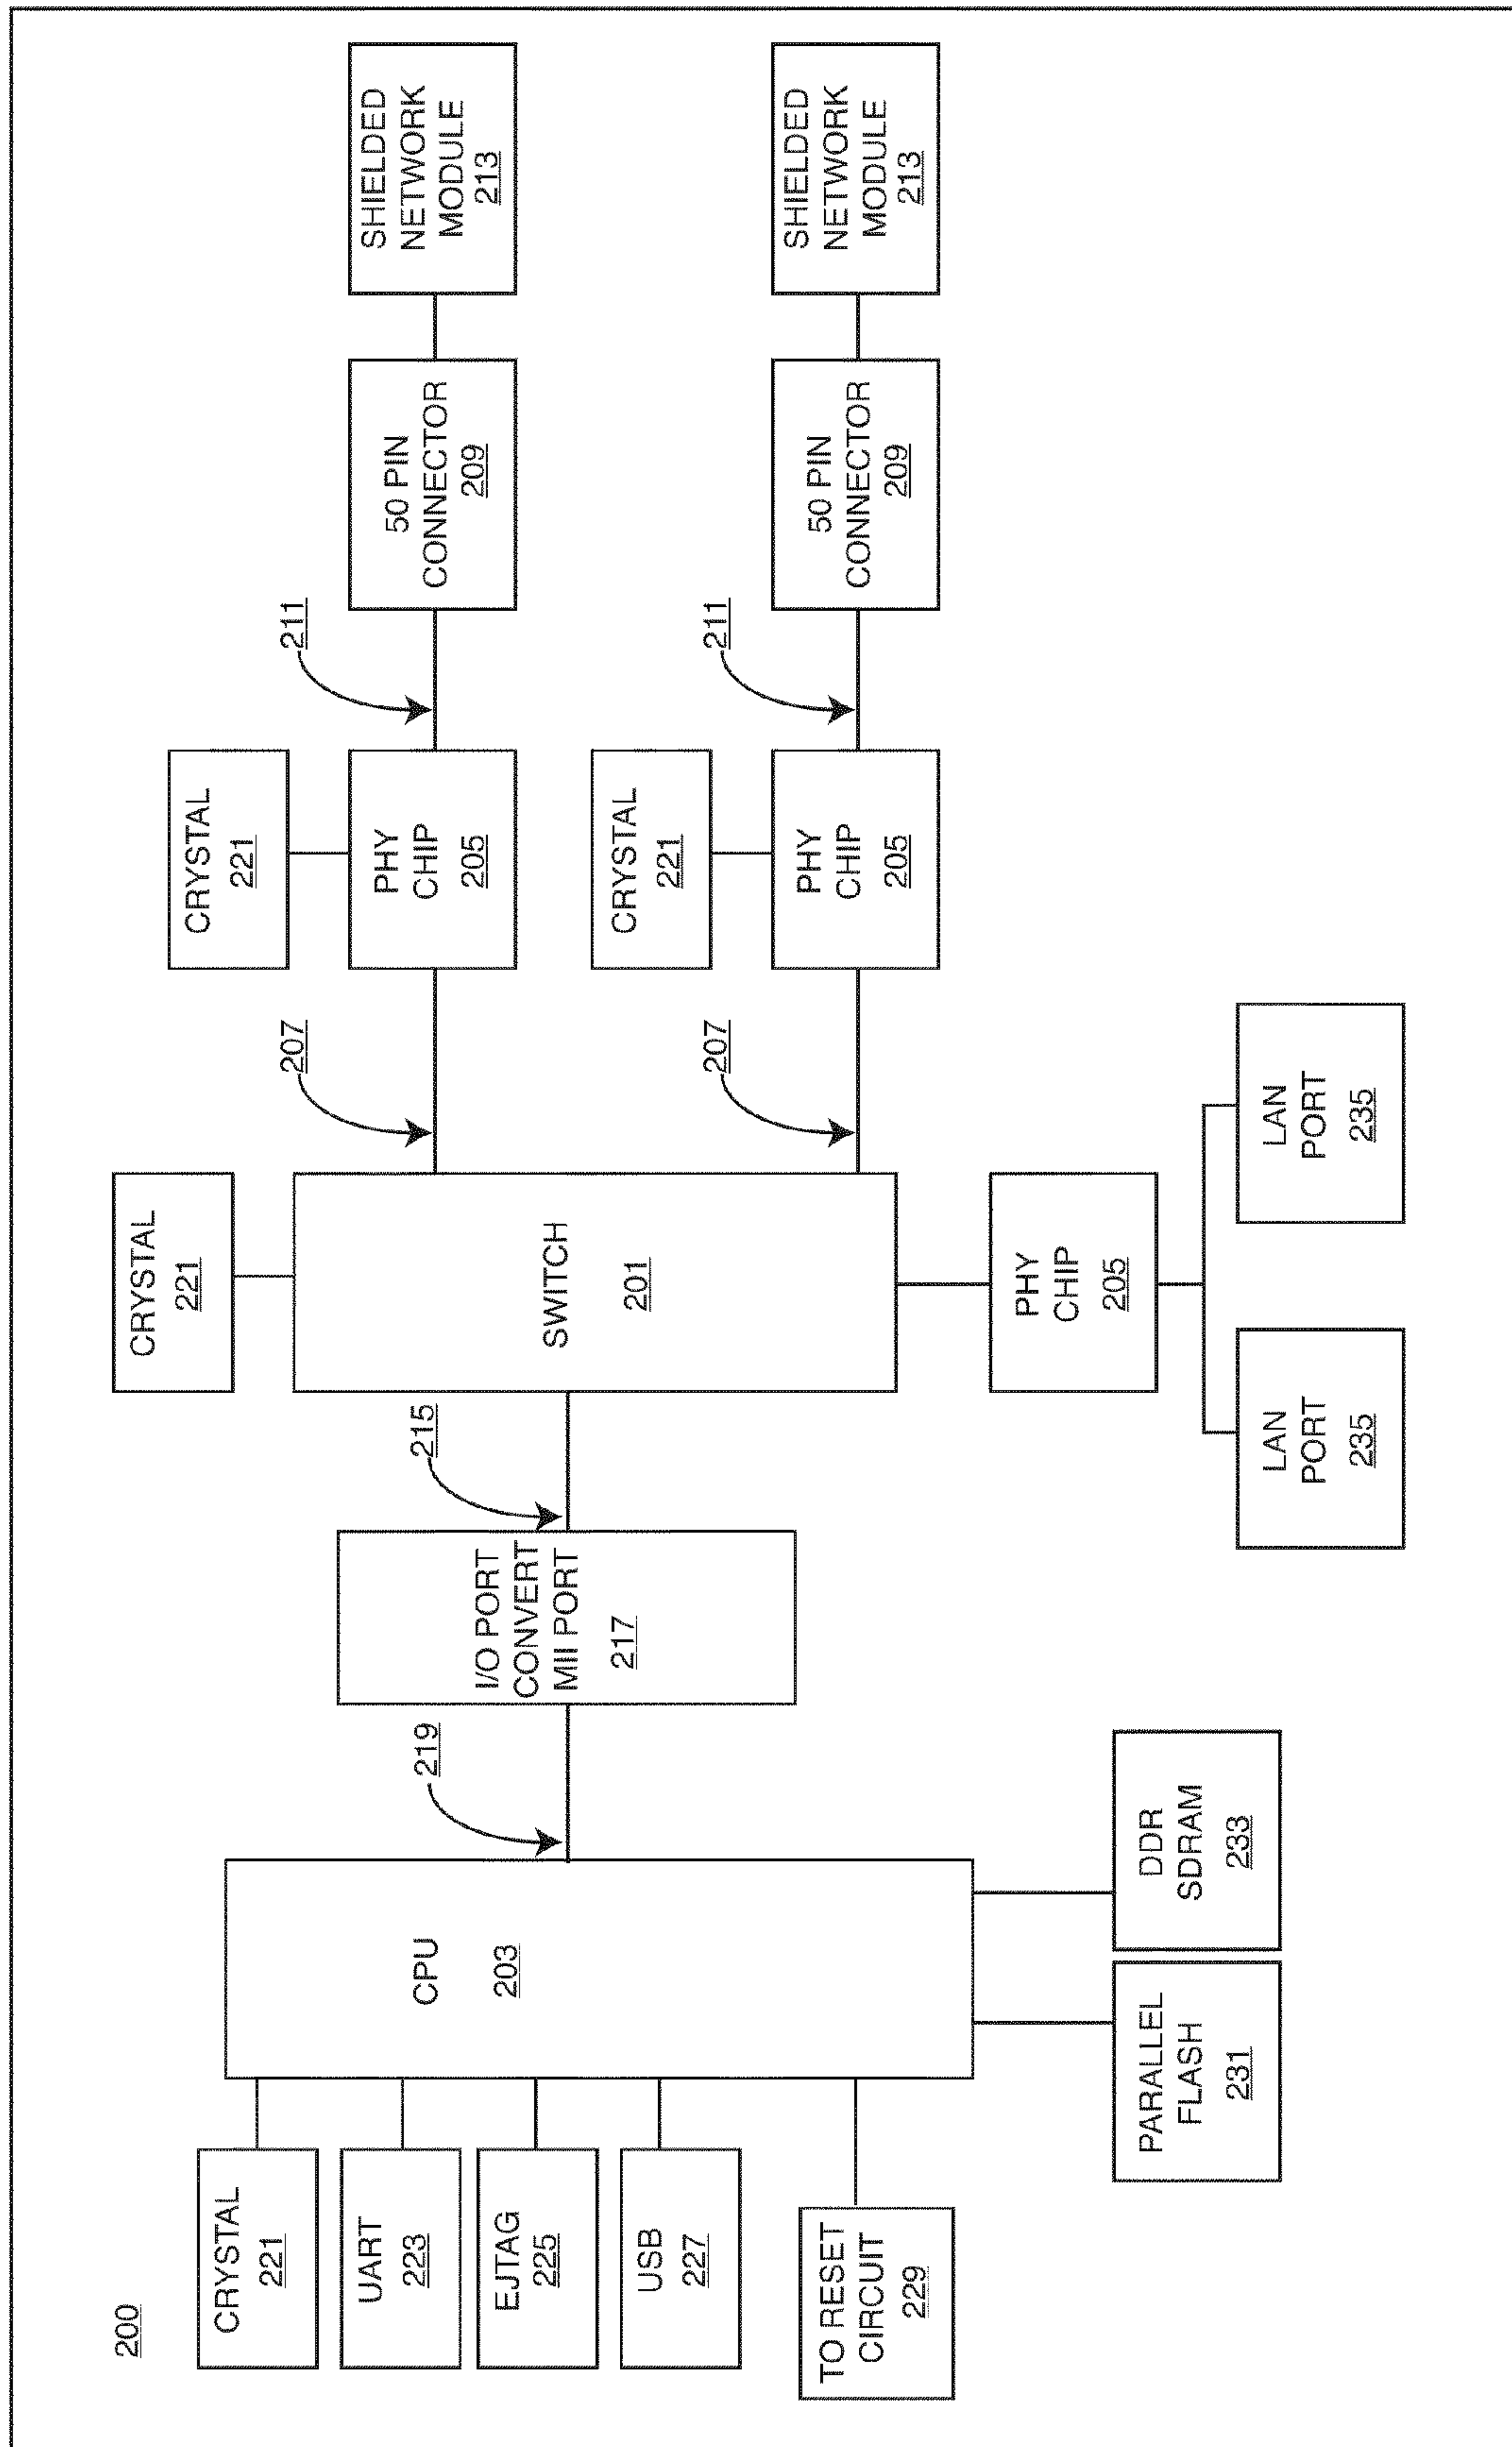 200
CRYSTAL
221
UART
223
EJTAG
225
USB
227
TO RESET
CIRCUIT
229
CPU
203
PARALLEL
FLASH
231
DDR
SDRAM
233
219
I/O PORT
CONVERT
MII PORT
217
215
CRYSTAL
221
SWITCH
201
PHY
CHIP
205
LAN
PORT
235
LAN
PORT
235
207
207
CRYSTAL
221
PHY
CHIP
205
CRYSTAL
221
PHY
CHIP
205
211
211
50 PIN
CONNECTOR
209
50 PIN
CONNECTOR
209
SHIELDED
NETWORK
MODULE
213
SHIELDED
NETWORK
MODULE
213